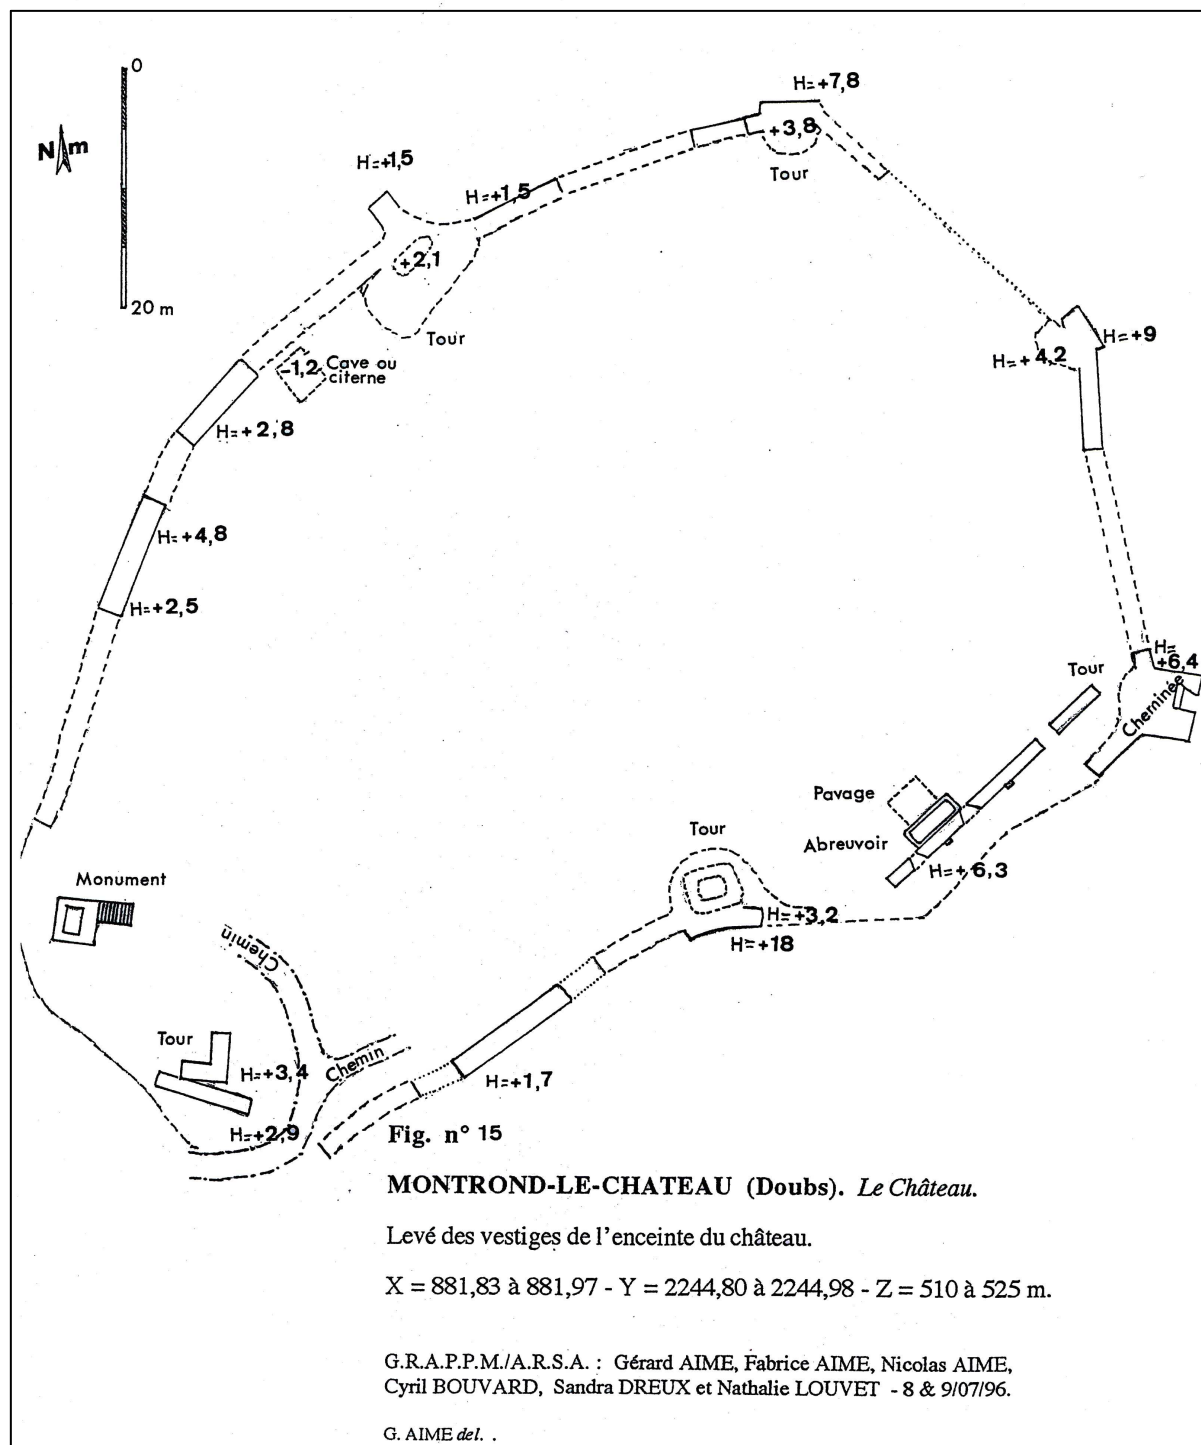 0
N m
20 m
H=+7,8
+3,8
Tour
H=+1,5
H=+1,5
+2,1
Tour
H=+9
H=+4,2
-1,2 Cave ou
citerne
H=+2,8
H=+4,8
H=+2,5
H=
+6,4
Tour
Cheminée
Pavage
Abreuvoir
H=+6,3
Tour
H=+3,2
H=+18
Monument
Chemin
Tour
H=+3,4
Chemin
H=+1,7
H=+2,9
Fig. n° 15
MONTROND-LE-CHATEAU (Doubs). Le Château.
Levé des vestiges de l'enceinte du château.
X = 881,83 à 881,97 - Y = 2244,80 à 2244,98 - Z = 510 à 525 m.
G.R.A.P.P.M./A.R.S.A. : Gérard AIME, Fabrice AIME, Nicolas AIME,
Cyril BOUVARD, Sandra DREUX et Nathalie LOUVET - 8 & 9/07/96.
G. AIME del. .